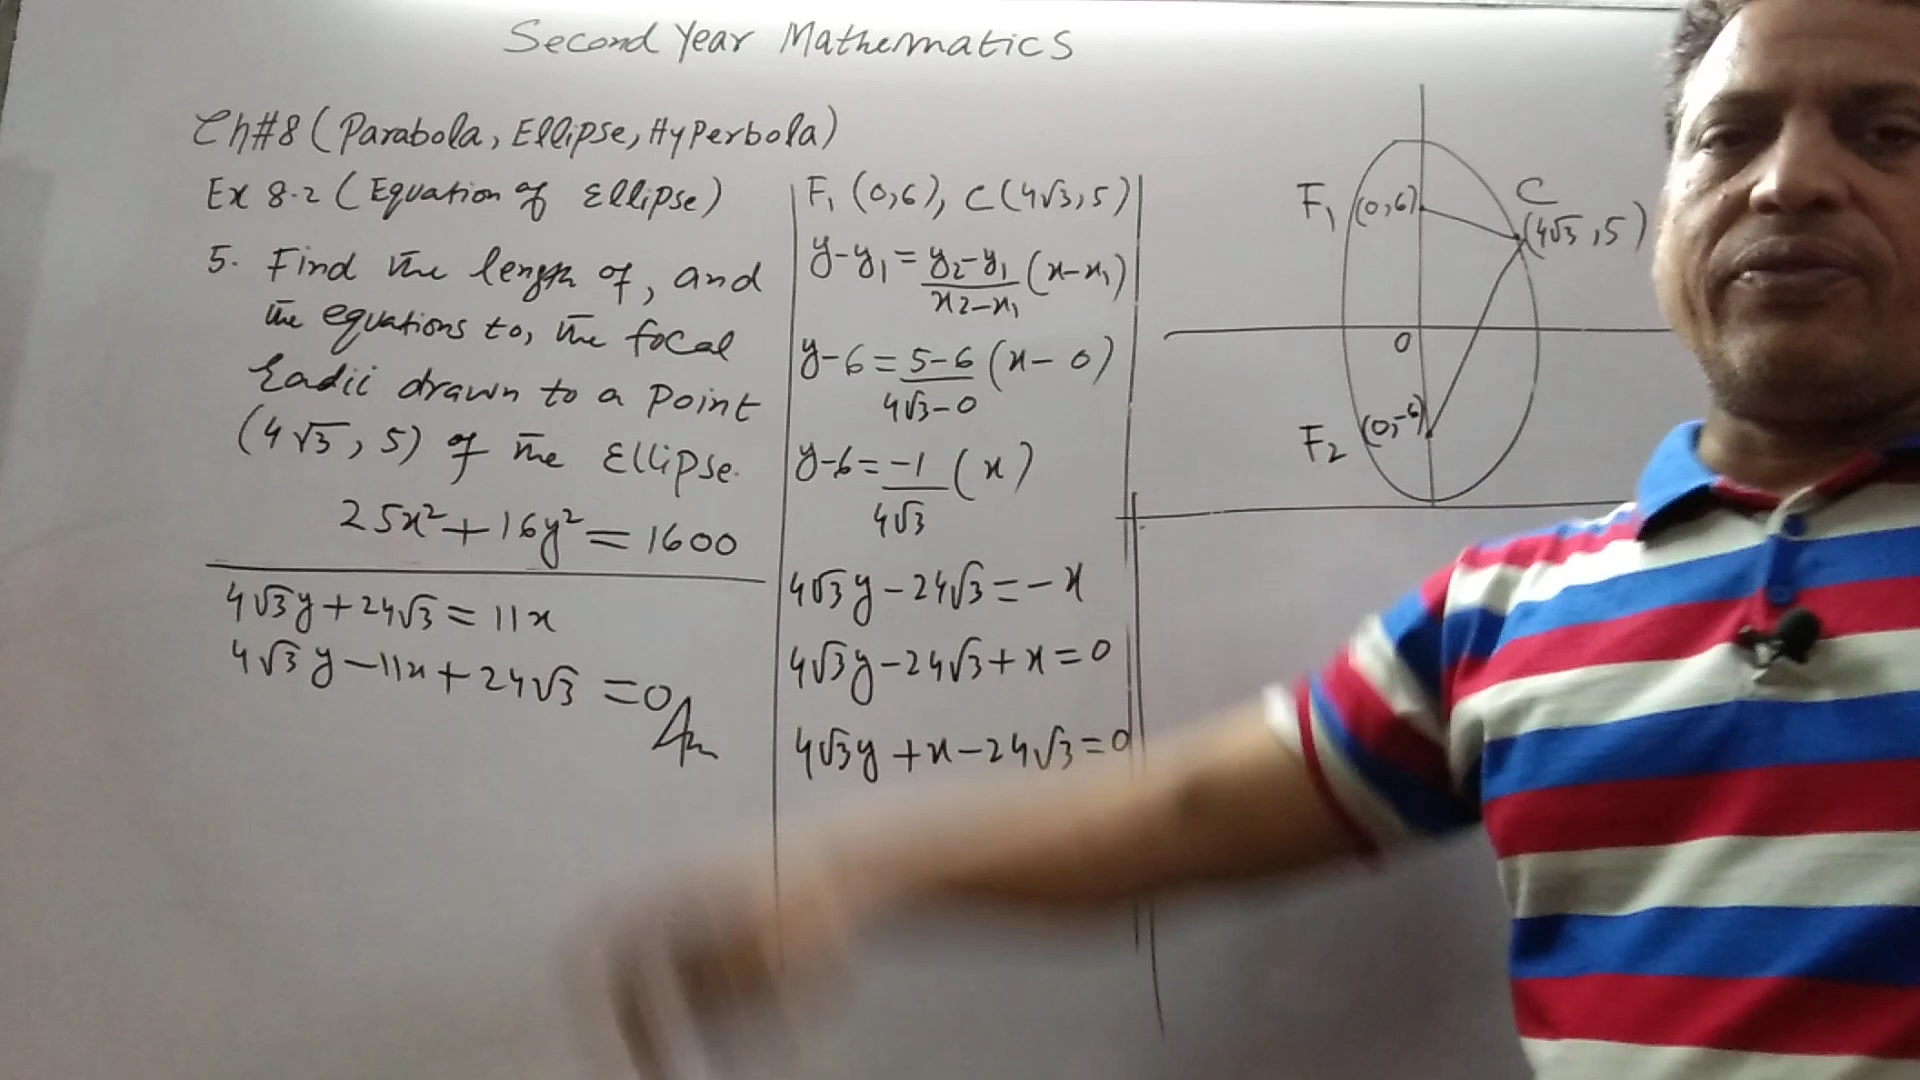 Second Year Mathematics
Ch#8 (Parabola, Ellipse, Hyperbola)
Ex 8.2 (Equation of Ellipse)
5. Find the length of, and
the equations to, the focal
radii drawn to a point
(4√3, 5) of the Ellipse.
25x² + 16y² = 1600
4√3y + 24√3 = 11x
4√3y - 11x + 24√3 = 0
Ans
F₁ (0,6), C (4√3, 5)
y - y₁ = y₂ - y₁ / x₂ - x₁ (x - x₁)
y - 6 = 5 - 6 / 4√3 - 0 (x - 0)
y - 6 = -1 / 4√3 (x)
4√3y - 24√3 = -x
4√3y - 24√3 + x = 0
4√3y + x - 24√3 = 0
F₁ (0,6)
C
(4√3, 5)
O
F₂ (0,-6)